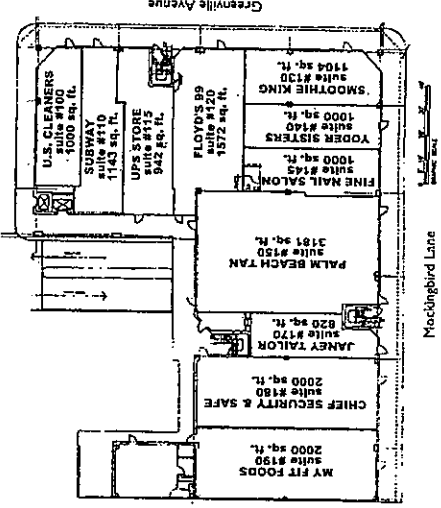 Greenville Avenue
U.S. CLEANERS
suite #100
1000 sq. ft.
SUBWAY
suite #110
1143 sq. ft.
UPS STORE
suite #115
942 sq. ft.
FLOYD'S 99
suite #120
1572 sq. ft.
SMOOTHIE KING
suite #130
1104 sq. ft.
YODER SISTERS
suite #140
1000 sq. ft.
FINE NAIL SALON
suite #145
1000 sq. ft.
PALM BEACH TAN
suite #150
3181 sq. ft.
JANEY TAILOR
suite #170
820 sq. ft.
CHIEF SECURITY & SAFE
suite #180
2000 sq. ft.
MY FIT FOODS
suite #190
2000 sq. ft.
Mockingbird Lane